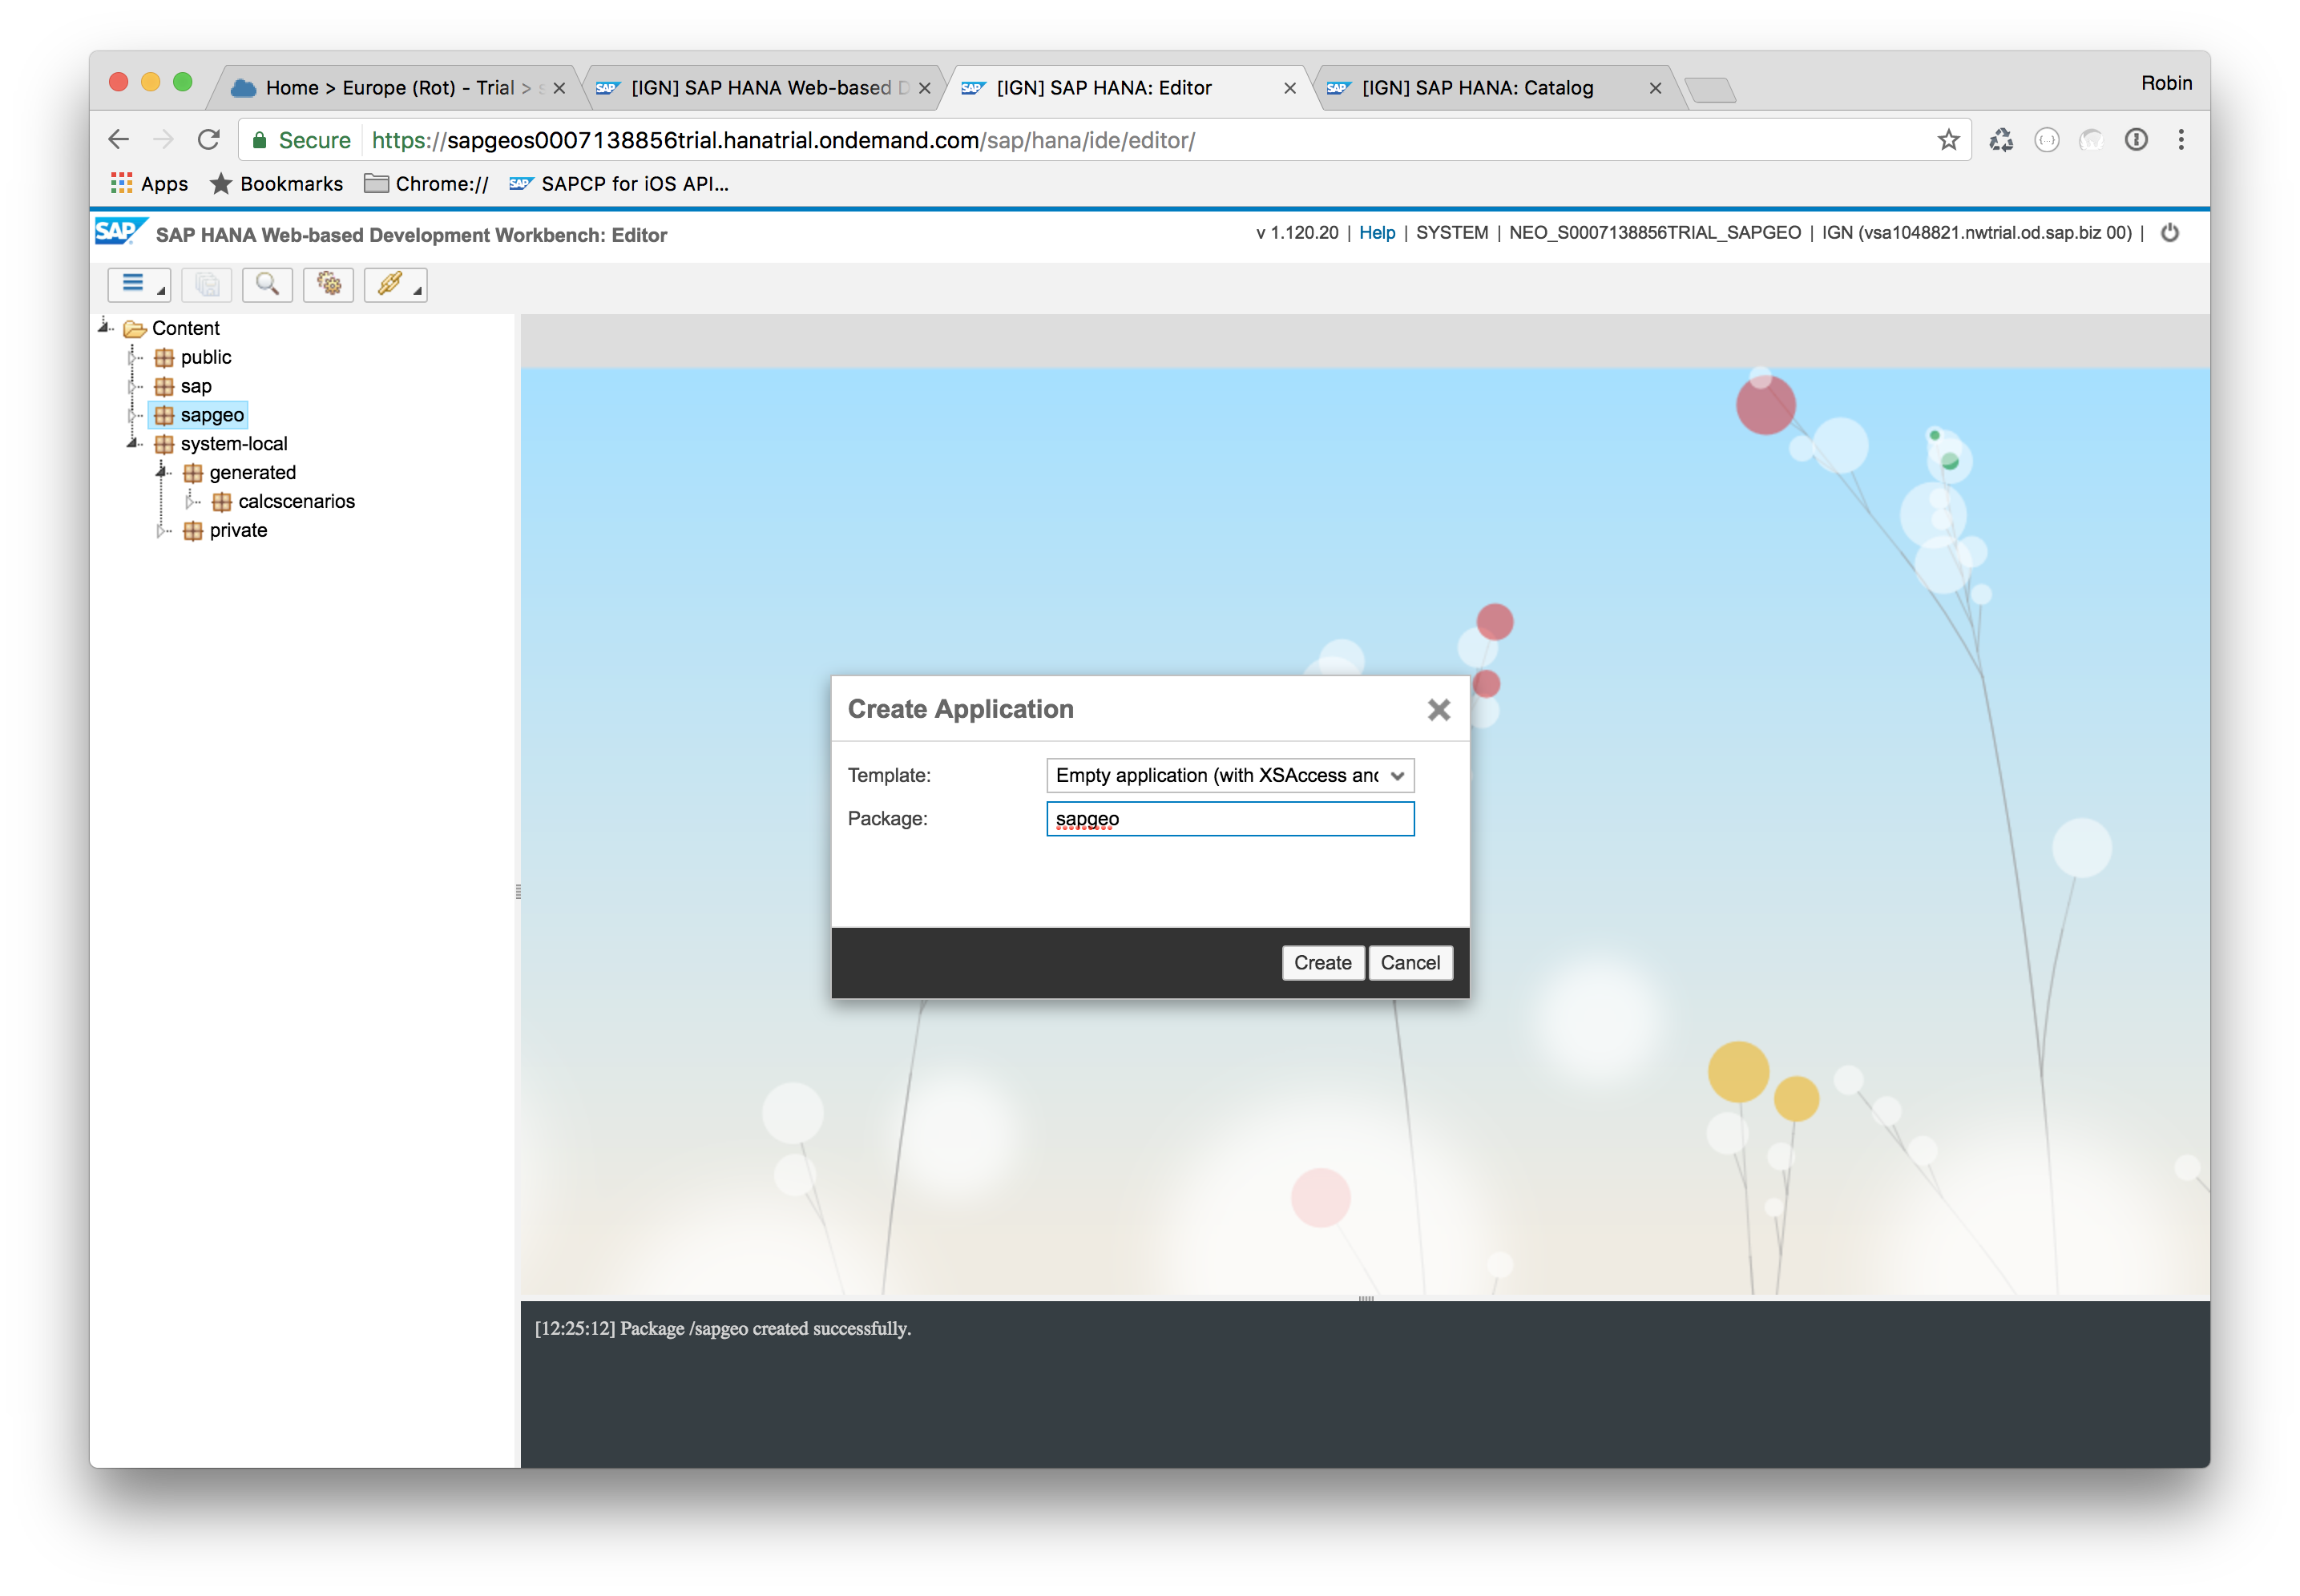 Home > Europe (Rot) - Trial > s
[IGN] SAP HANA Web-based D
[IGN] SAP HANA: Editor
[IGN] SAP HANA: Catalog
Robin
Secure
https://sapgeos0007138856trial.hanatrial.ondemand.com/sap/hana/ide/editor/
Apps
Bookmarks
Chrome://
SAP
SAPCP for iOS API...
SAP
SAP HANA Web-based Development Workbench: Editor
v 1.120.20 | Help | SYSTEM | NEO_S0007138856TRIAL_SAPGEO | IGN (vsa1048821.nwtrial.od.sap.biz 00) |
Content
public
sap
sapgeo
system-local
generated
calcscenarios
private
Create Application
Template:
Empty application (with XSAccess and
Package:
sapgeo
Create
Cancel
[12:25:12] Package /sapgeo created successfully.